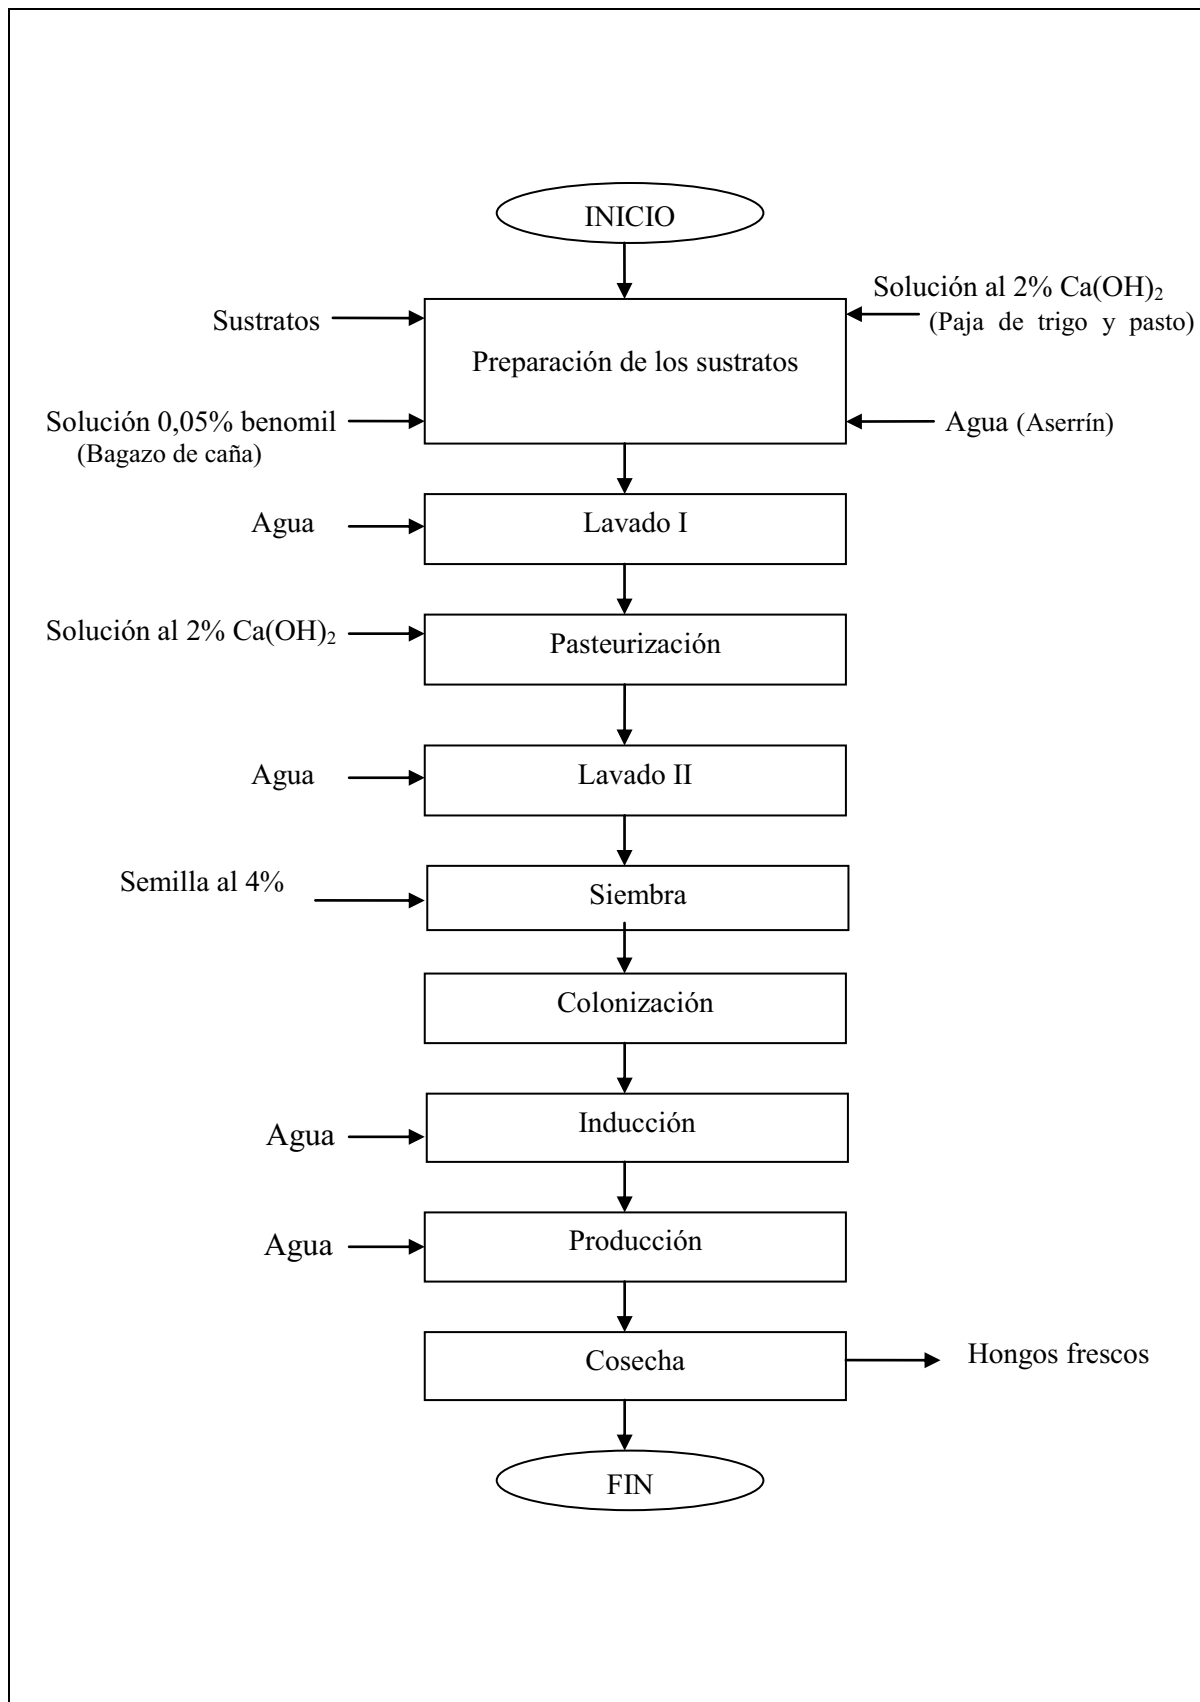 INICIO
Solución al 2% Ca(OH)₂
(Paja de trigo y pasto)
Sustratos
Preparación de los sustratos
Solución 0,05% benomil
(Bagazo de caña)
Agua (Aserrín)
Agua
Lavado I
Solución al 2% Ca(OH)₂
Pasteurización
Agua
Lavado II
Semilla al 4%
Siembra
Colonización
Agua
Inducción
Agua
Producción
Cosecha
Hongos frescos
FIN